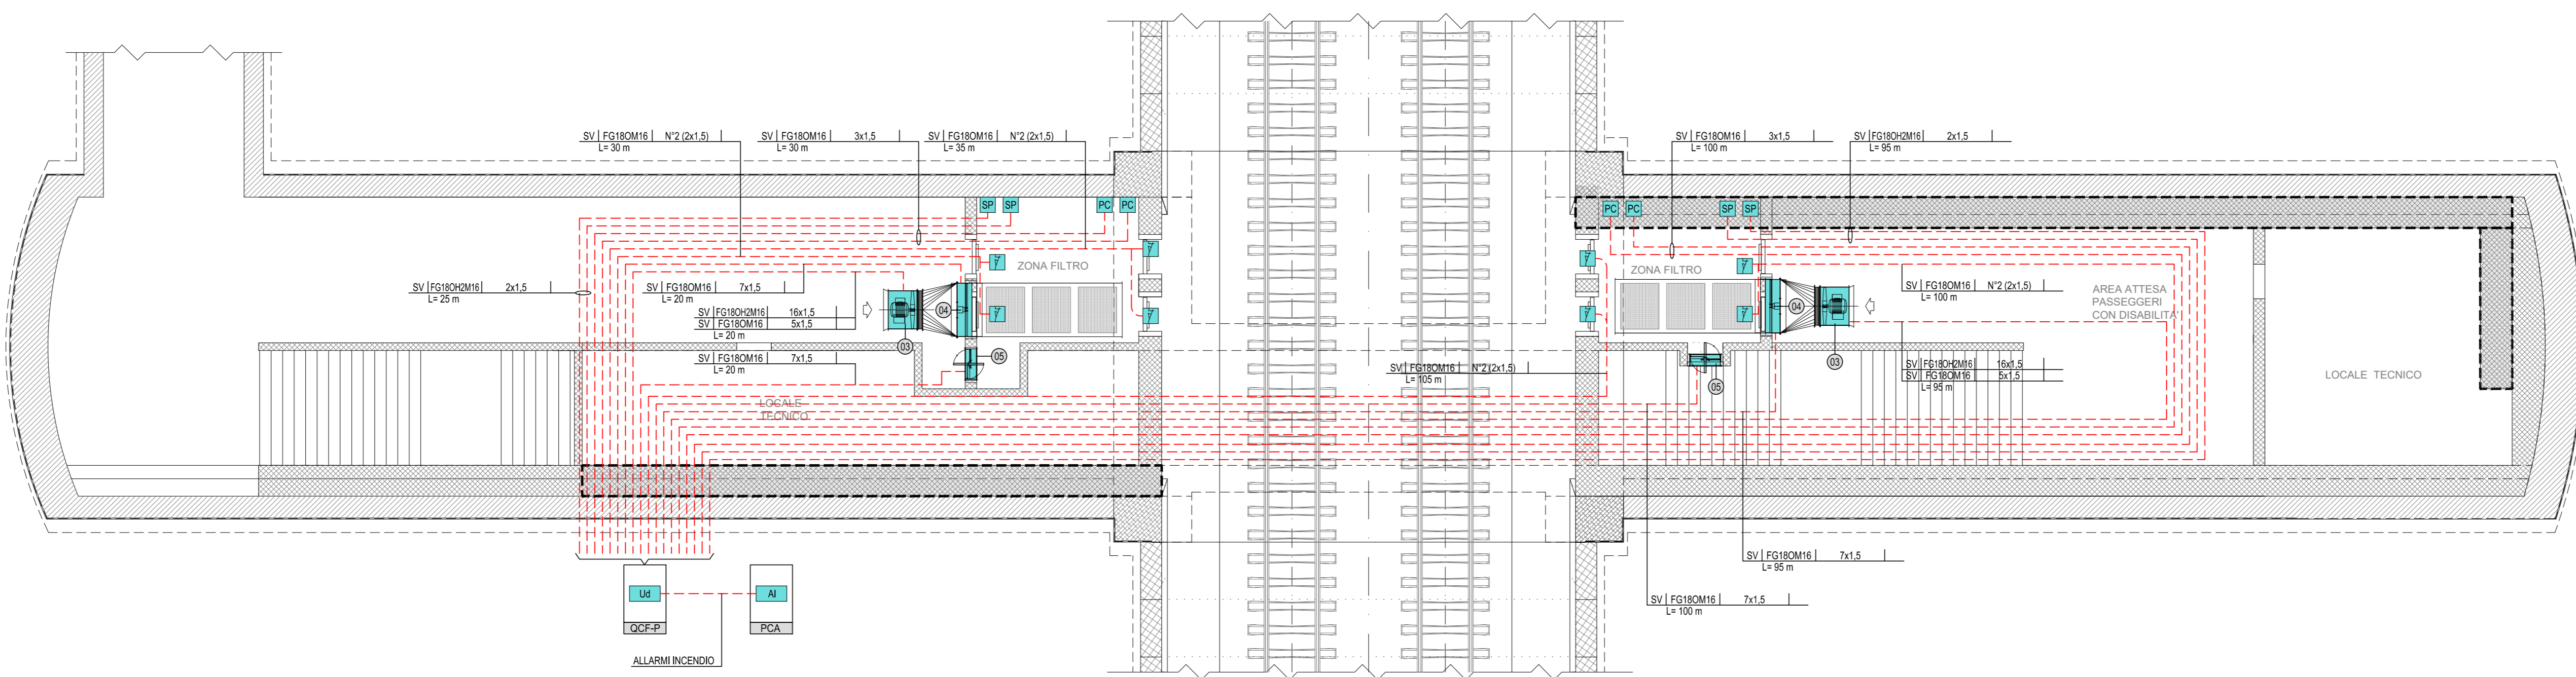 SV FG18OM16 N°2 (2x1,5)
L= 30 m
SV FG18OM16 3x1,5
L= 30 m
SV FG18OM16 N°2 (2x1,5)
L= 35 m
SV FG18OM16 3x1,5
L= 100 m
SV FG18OH2M16 2x1,5
L= 95 m
SP SP PC PC
PC PC SP SP
ZONA FILTRO
ZONA FILTRO
SV FG18OH2M16 2x1,5
L= 25 m
SV FG18OM16 7x1,5
L= 20 m
SV FG18OM16 N°2 (2x1,5)
L= 100 m
AREA ATTESA
PASSEGGERI
CON DISABILITA'
SV FG18OH2M16 16x1,5
SV FG18OM16 5x1,5
L= 20 m
04
03
04
03
SV FG18OM16 7x1,5
L= 20 m
05
05
SV FG18OM16 N°2 (2x1,5)
L= 105 m
SV FG18OH2M16 16x1,5
SV FG18OM16 5x1,5
L= 95 m
LOCALE TECNICO
LOCALE
TECNICO
SV FG18OM16 7x1,5
L= 95 m
SV FG18OM16 7x1,5
L= 100 m
Ud
AI
QCF-P
PCA
ALLARMI INCENDIO